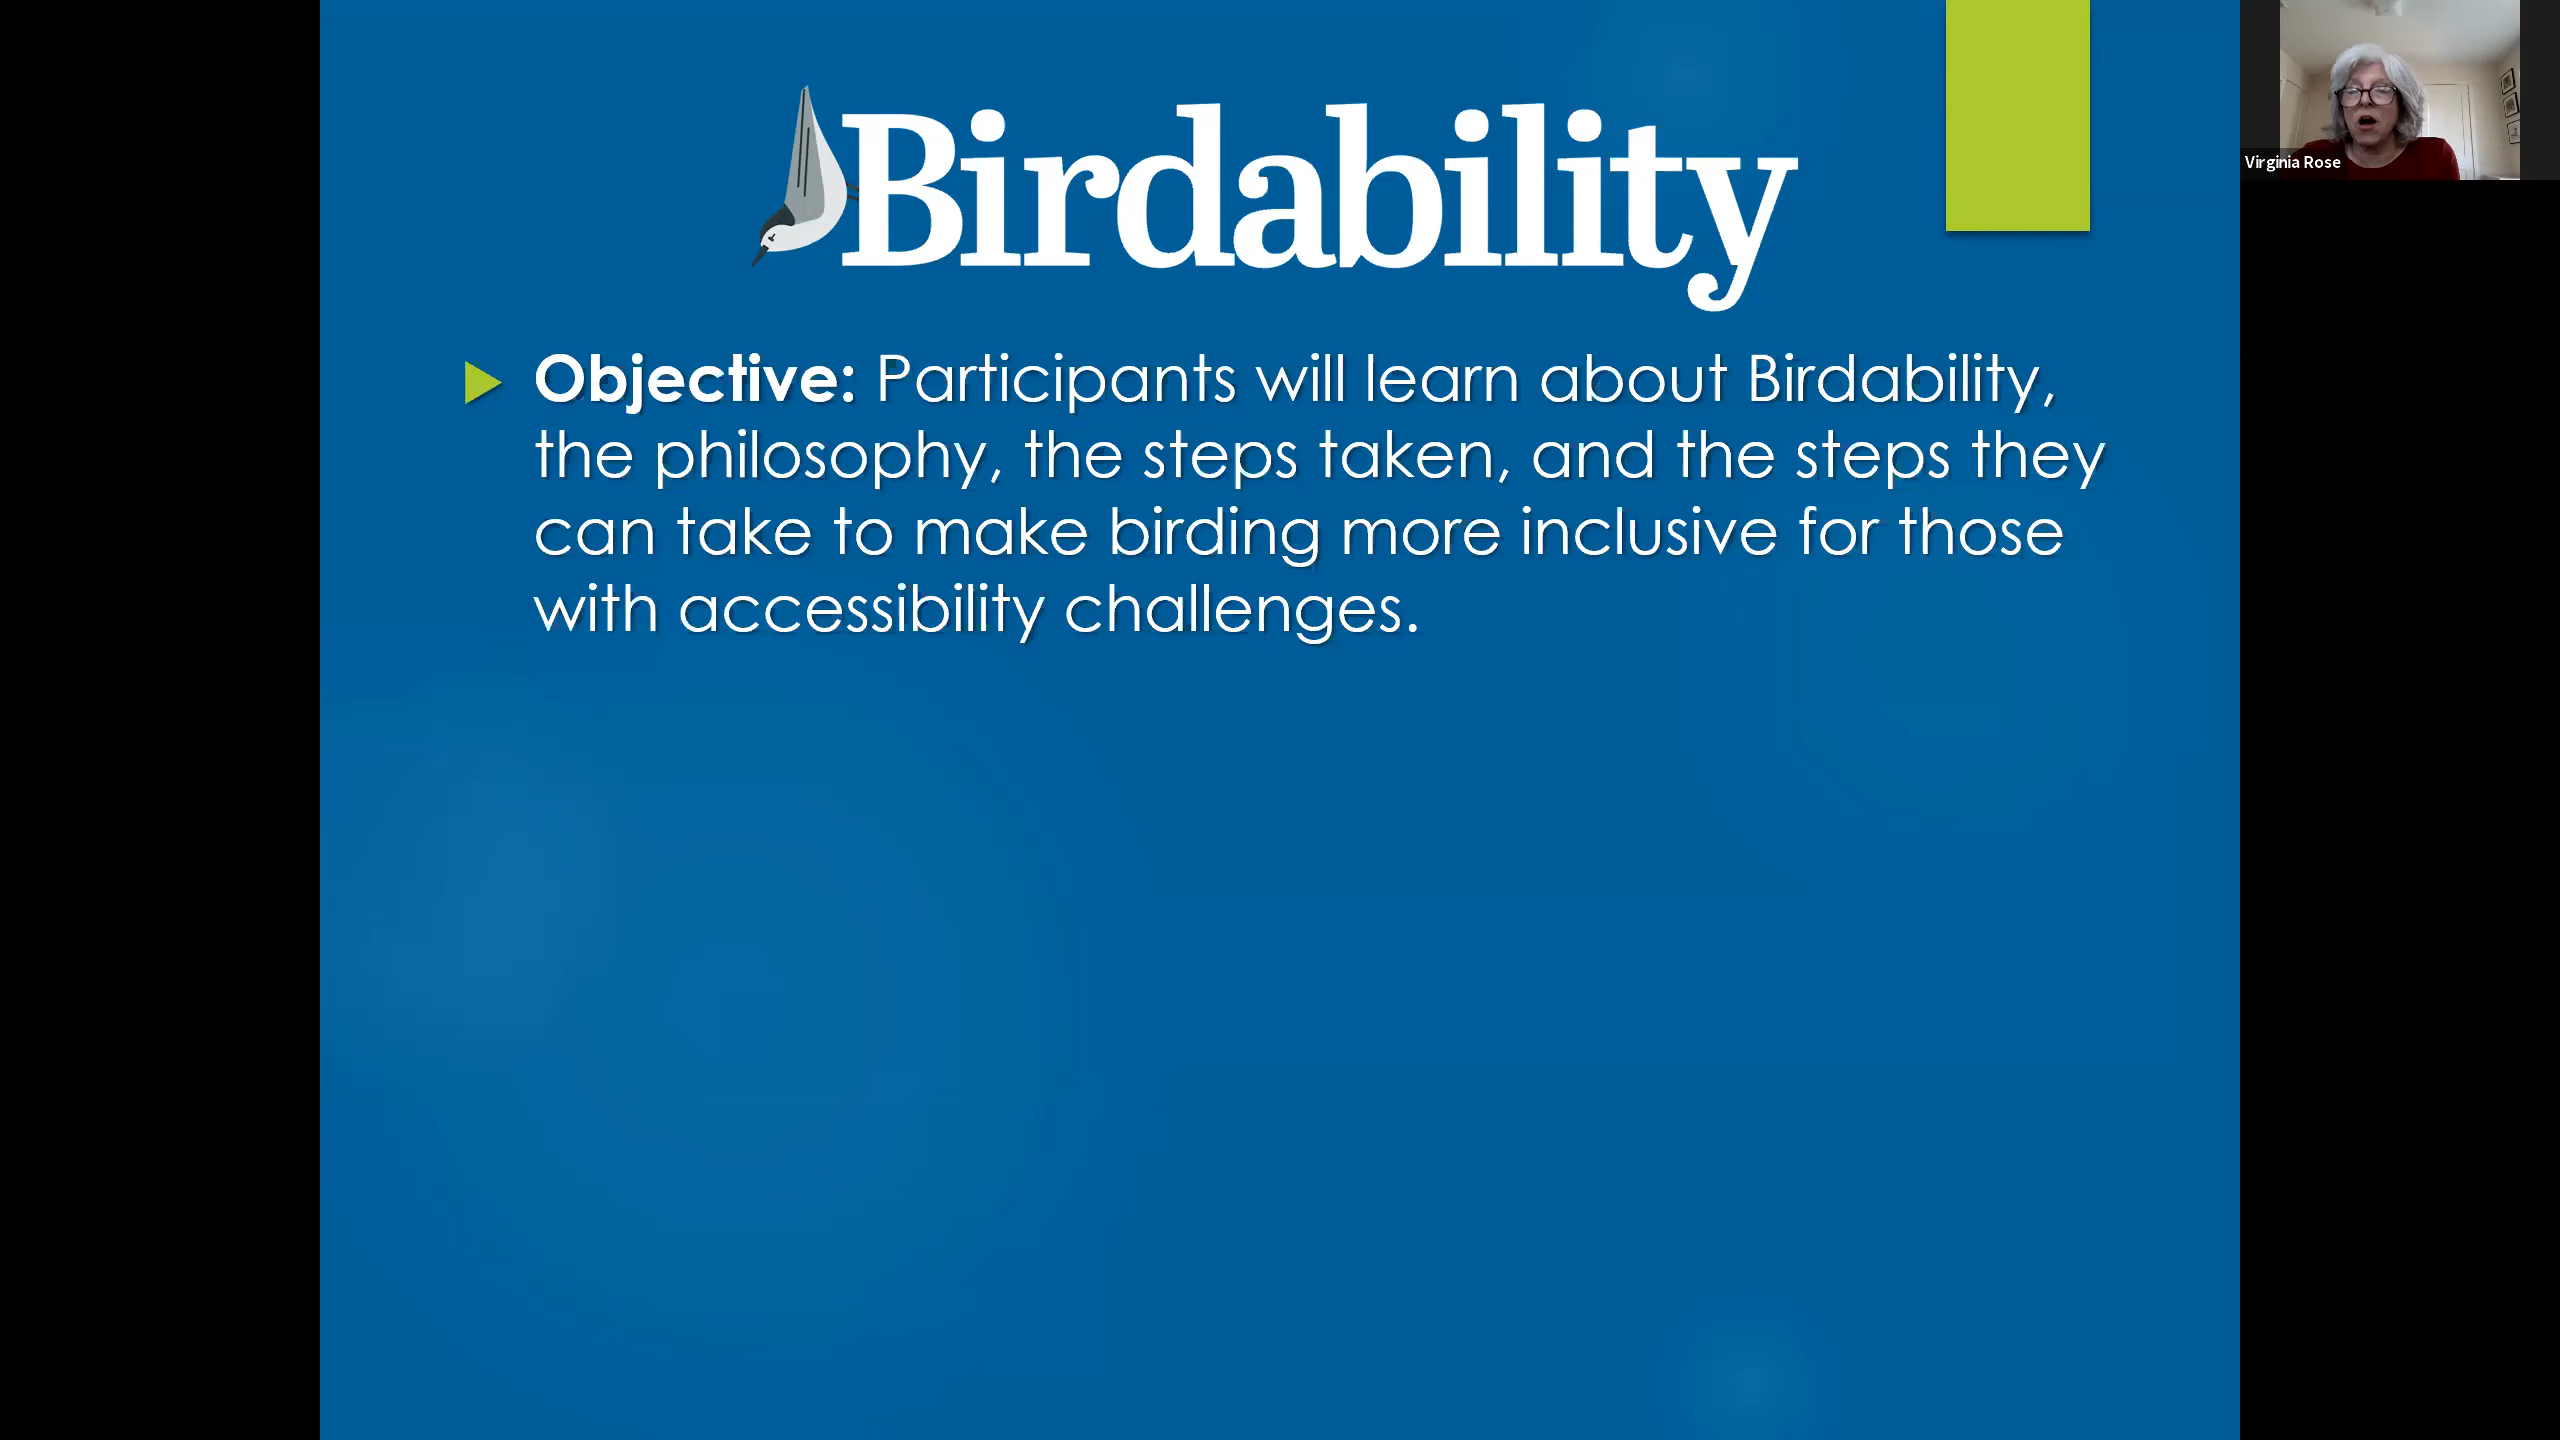 Birdability
Objective: Participants will learn about Birdability,
the philosophy, the steps taken, and the steps they
can take to make birding more inclusive for those
with accessibility challenges.
Virginia Rose